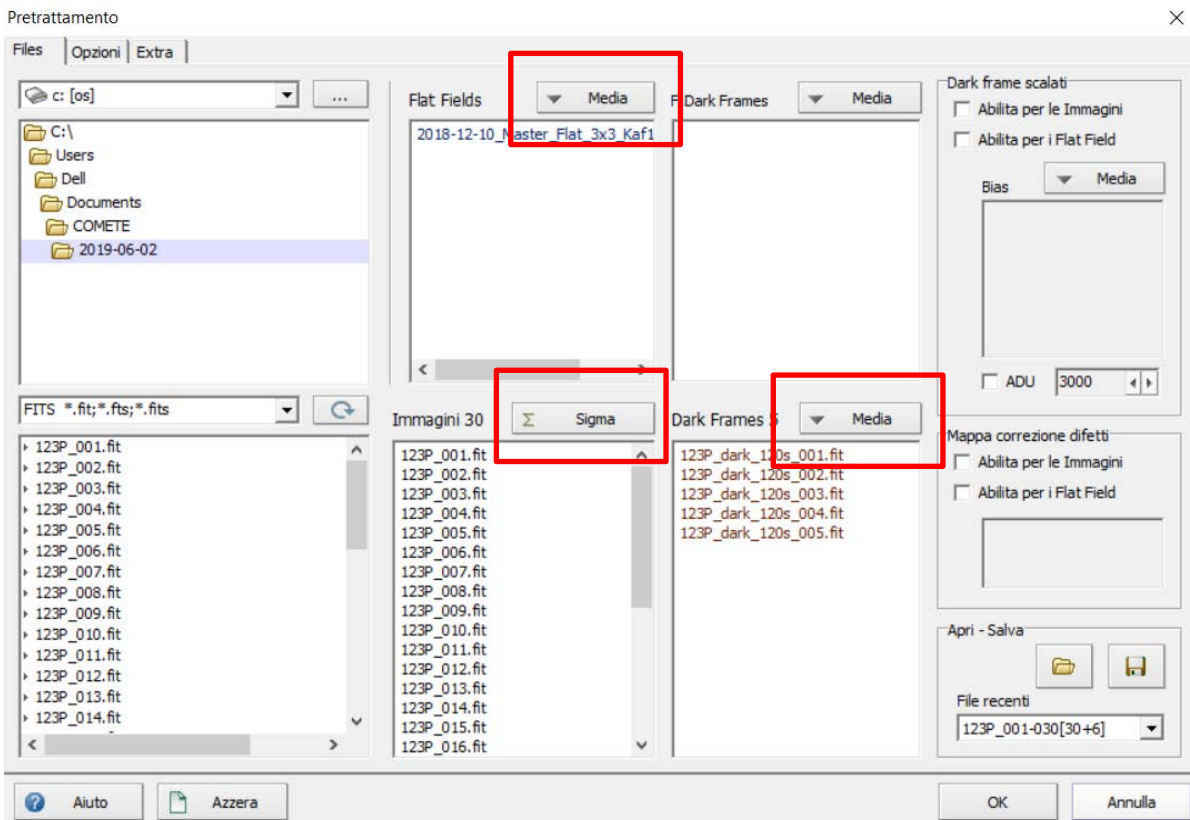 Pretrattamento
Files
Opzioni
Extra
c: [os]
...
C:\
Users
Dell
Documents
COMETE
2019-06-02
FITS *.fit;*.fts;*.fits
123P_001.fit
123P_002.fit
123P_003.fit
123P_004.fit
123P_005.fit
123P_006.fit
123P_007.fit
123P_008.fit
123P_009.fit
123P_010.fit
123P_011.fit
123P_012.fit
123P_013.fit
123P_014.fit
Flat Fields
Media
2018-12-10_Master_Flat_3x3_Kaf1
F Dark Frames
Media
Immagini 30
Σ Sigma
123P_001.fit
123P_002.fit
123P_003.fit
123P_004.fit
123P_005.fit
123P_006.fit
123P_007.fit
123P_008.fit
123P_009.fit
123P_010.fit
123P_011.fit
123P_012.fit
123P_013.fit
123P_014.fit
123P_015.fit
123P_016.fit
Dark Frames 5
Media
123P_dark_120s_001.fit
123P_dark_120s_002.fit
123P_dark_120s_003.fit
123P_dark_120s_004.fit
123P_dark_120s_005.fit
Dark frame scalati
Abilita per le Immagini
Abilita per i Flat Field
Bias
Media
ADU
3000
Mappa correzione difetti
Abilita per le Immagini
Abilita per i Flat Field
Apri - Salva
File recenti
123P_001-030[30+6]
Aiuto
Azzera
OK
Annulla